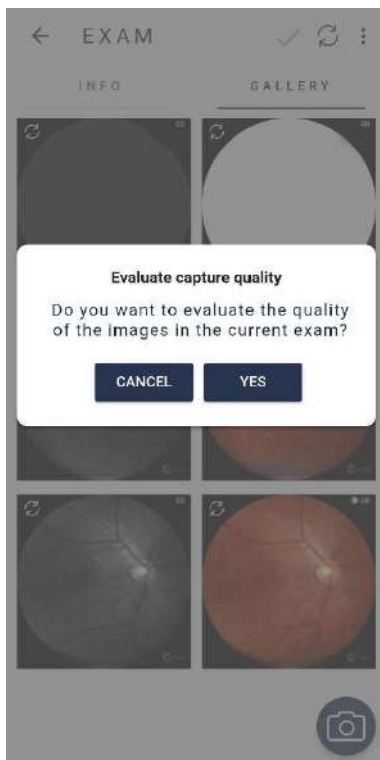 EXAM
INFO
GALLERY
Evaluate capture quality
Do you want to evaluate the quality
of the images in the current exam?
CANCEL
YES